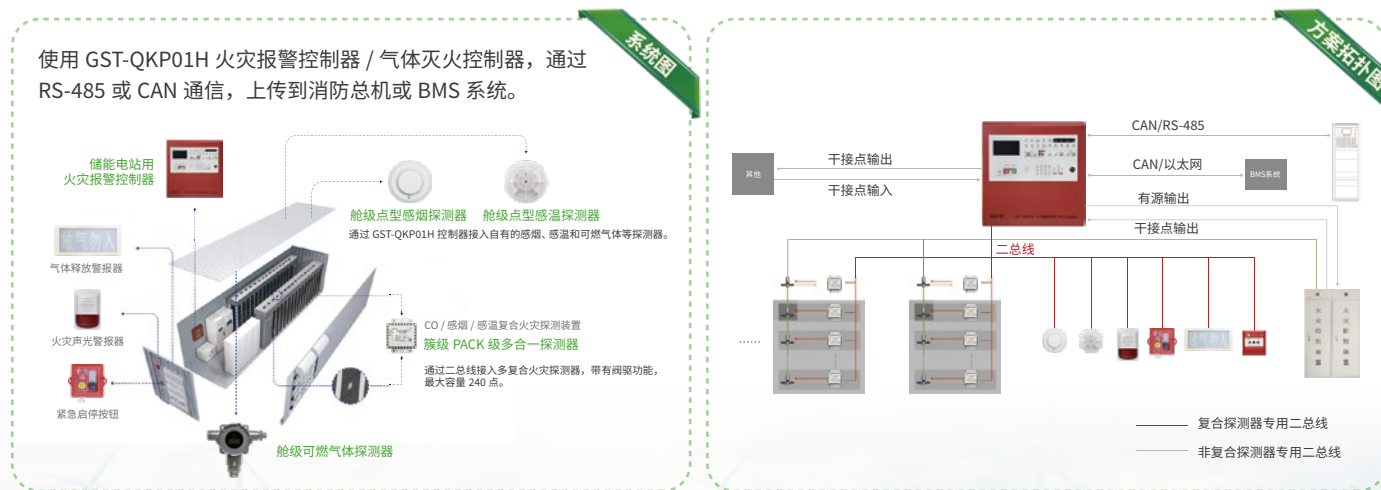 系统图
使用 GST-QKP01H 火灾报警控制器 / 气体灭火控制器，通过
RS-485 或 CAN 通信，上传到消防总机或 BMS 系统。
储能电站用
火灾报警控制器
舱级点型感烟探测器
舱级点型感温探测器
通过 GST-QKP01H 控制器接入自有的感烟、感温和可燃气体等探测器。
气体释放警报器
火灾声光警报器
紧急启停按钮
CO / 感烟 / 感温复合火灾探测装置
簇级 PACK 级多合一探测器
通过二总线接入多复合火灾探测器，带有阀驱功能，
最大容量 240 点。
舱级可燃气体探测器
方案拓扑图
其他
干接点输出
干接点输入
CAN/RS-485
CAN/以太网
BMS系统
有源输出
干接点输出
二总线
……
复合探测器专用二总线
非复合探测器专用二总线